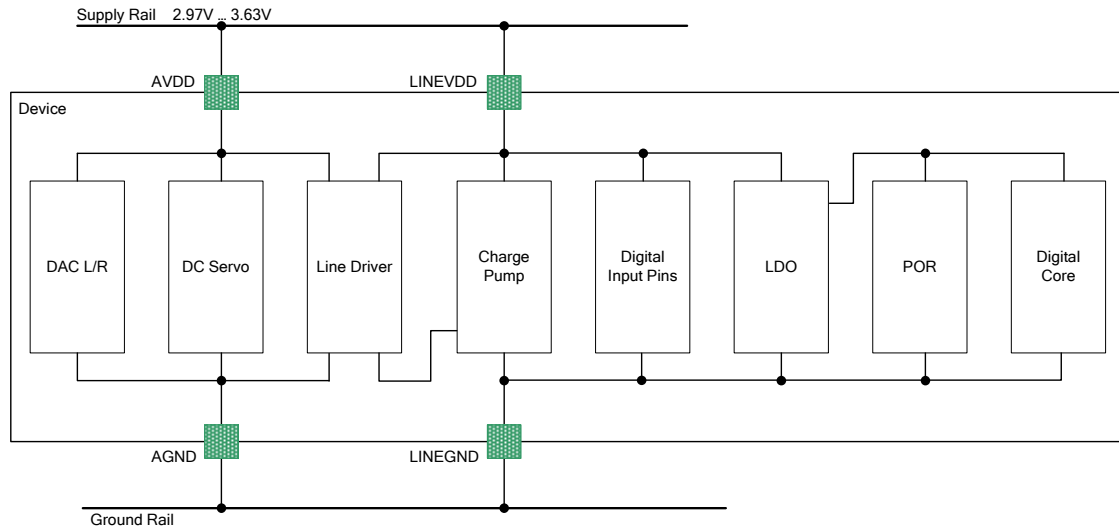 Supply Rail 2.97V ... 3.63V
AVDD
LINEVDD
Device
DAC L/R
DC Servo
Line Driver
Charge
Pump
Digital
Input Pins
LDO
POR
Digital
Core
AGND
LINEGND
Ground Rail